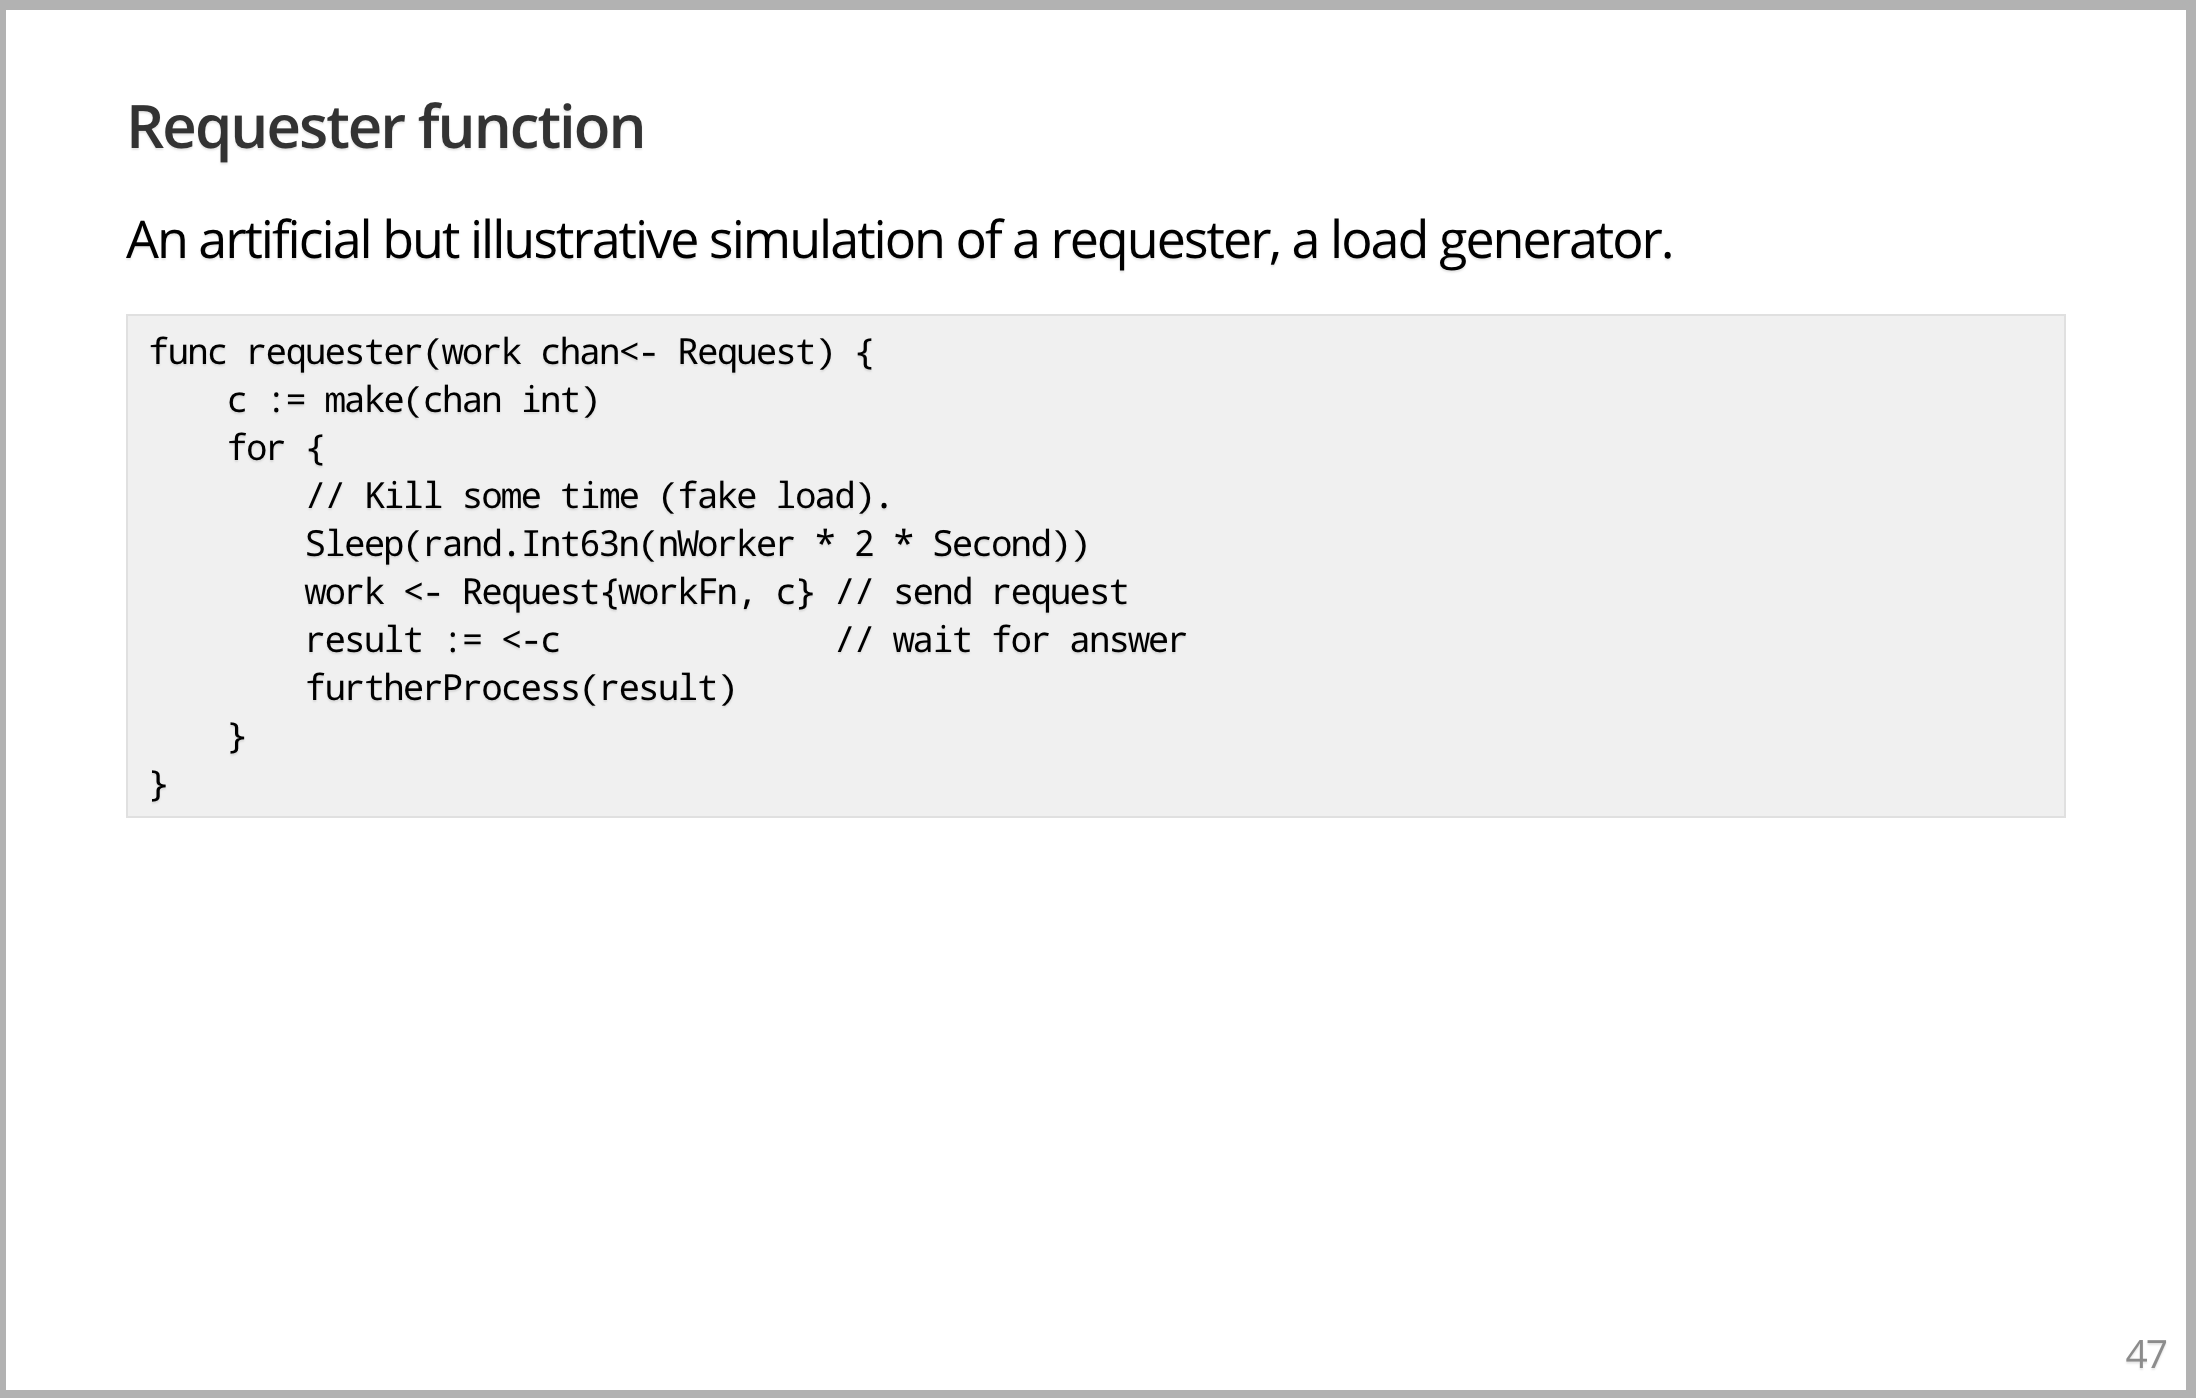 Requester function
An artificial but illustrative simulation of a requester, a load generator.
func requester(work chan<- Request) {
    c := make(chan int)
    for {
        // Kill some time (fake load).
        Sleep(rand.Int63n(nWorker * 2 * Second))
        work <- Request{workFn, c} // send request
        result := <-c              // wait for answer
        furtherProcess(result)
    }
}
47